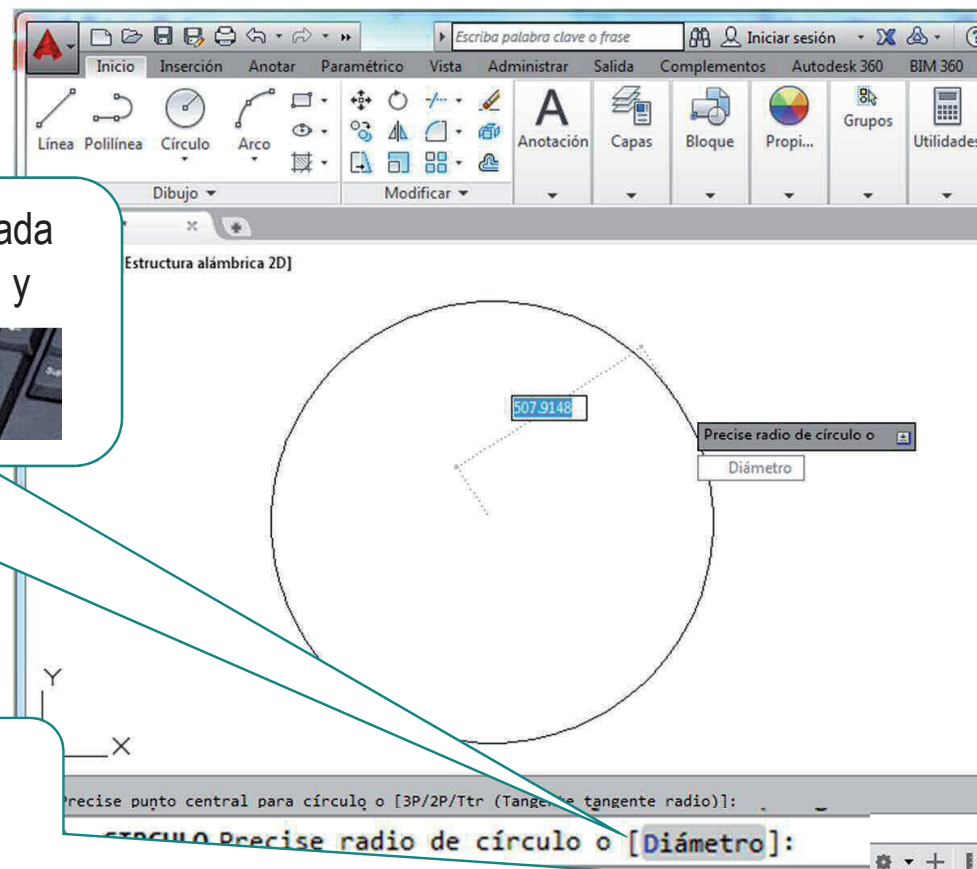 Escriba palabra clave o frase
Iniciar sesión
Inicio Inserción Anotar Paramétrico Vista Administrar Salida Complementos Autodesk 360 BIM 360
Línea Polilínea Círculo Arco
Anotación Capas Bloque Propi... Grupos Utilidades
Dibujo Modificar
ada
y
Estructura alámbrica 2D]
507.9148
Precise radio de círculo o
Diámetro
Y
X
Precise punto central para círculo o [3P/2P/Ttr (Tangente tangente radio)]:
CIRCULO Precise radio de círculo o [Diámetro]: